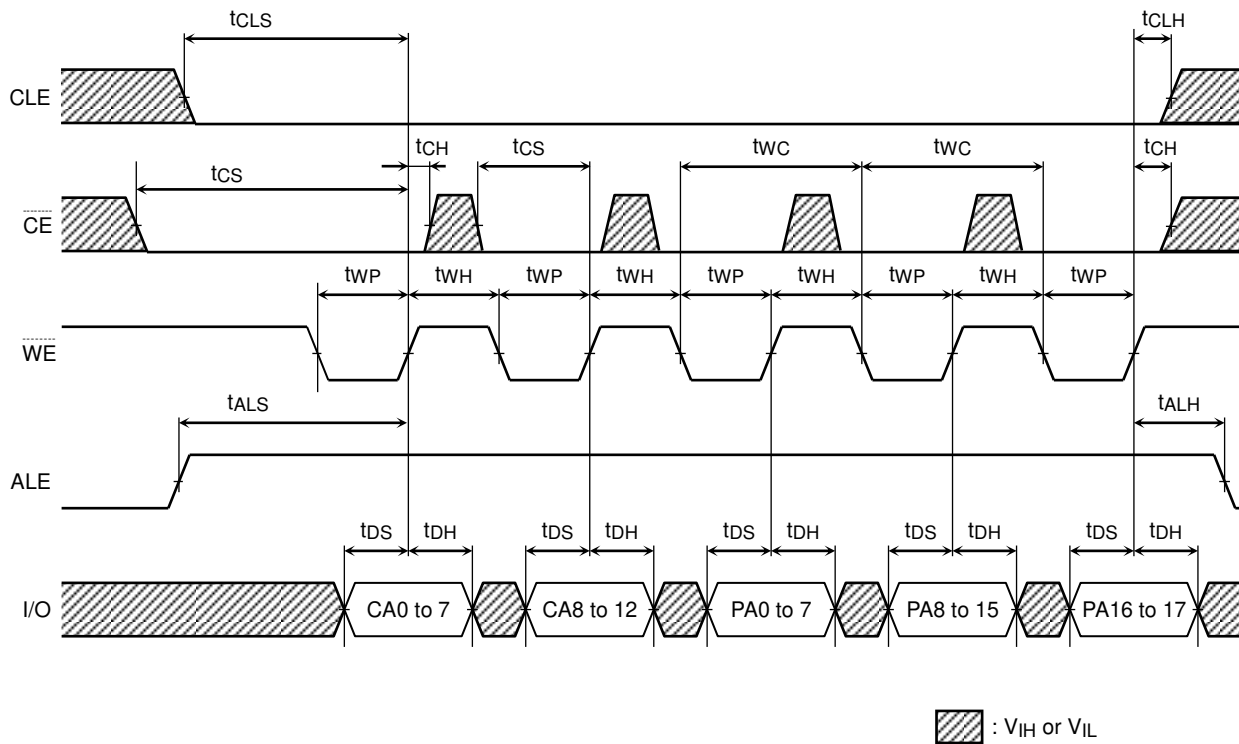 tCLS tCLH
CLE
tCH tCS tWC tWC tCH
tCS
CE
tWP tWH tWP tWH tWP tWH tWP tWH tWP
WE
tALS tALH
ALE
tDS tDH tDS tDH tDS tDH tDS tDH tDS tDH
I/O CA0 to 7 CA8 to 12 PA0 to 7 PA8 to 15 PA16 to 17
: VIH or VIL